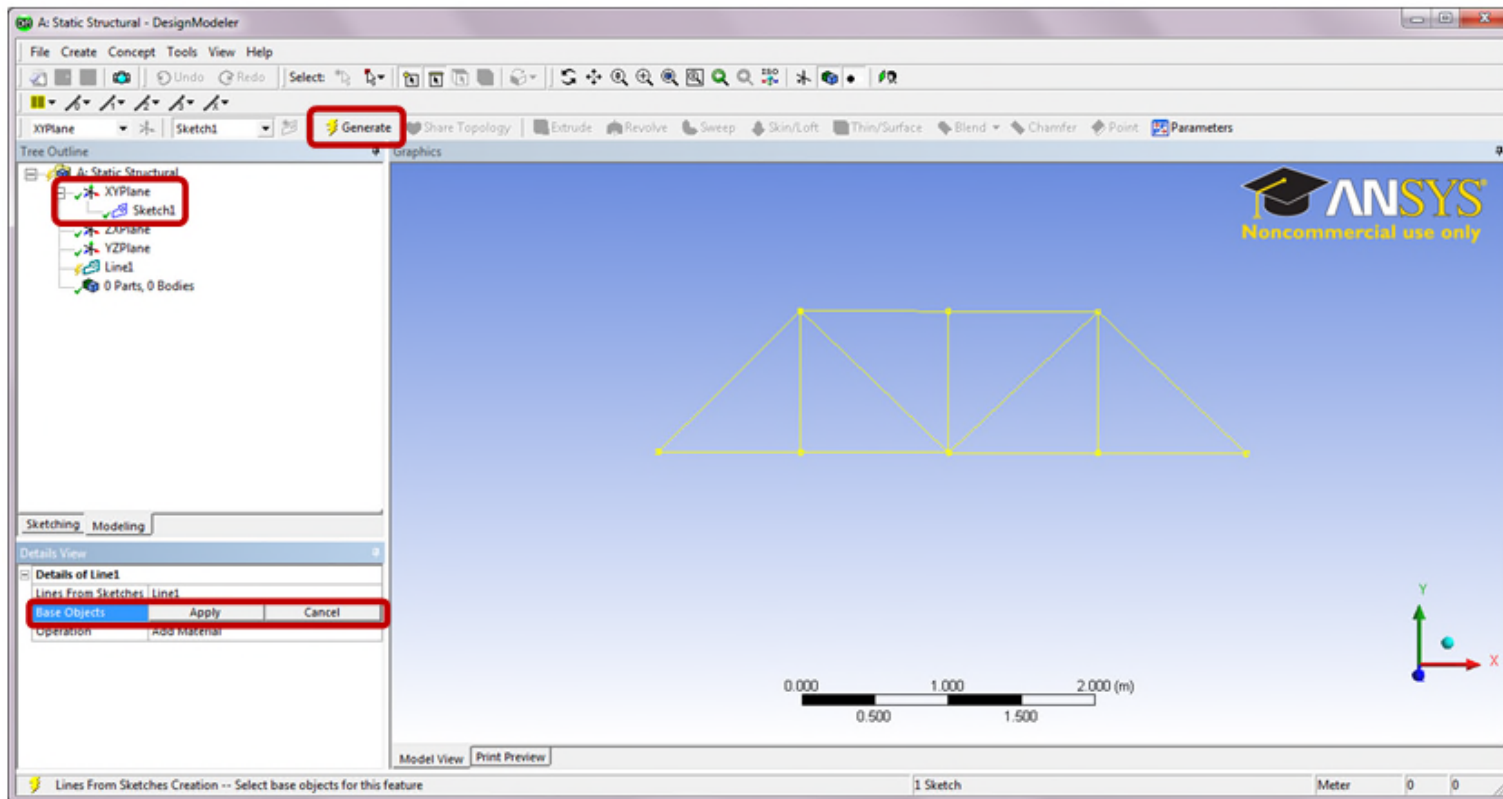 A: Static Structural - DesignModeler
File Create Concept Tools View Help
Undo Redo Select:
XYPlane Sketch1 Generate Share Topology Extrude Revolve Sweep Skin/Loft Thin/Surface Blend Chamfer Point Parameters
Tree Outline
Graphics
A: Static Structural
XYPlane
Sketch1
ZXPlane
YZPlane
Line1
0 Parts, 0 Bodies
ANSYS
Noncommercial use only
Sketching Modeling
Details View
Details of Line1
Lines From Sketches Line1
Base Objects Apply Cancel
Operation Add Material
Y
X
0.000 1.000 2.000 (m)
0.500 1.500
Model View Print Preview
Lines From Sketches Creation -- Select base objects for this feature 1 Sketch Meter 0 0